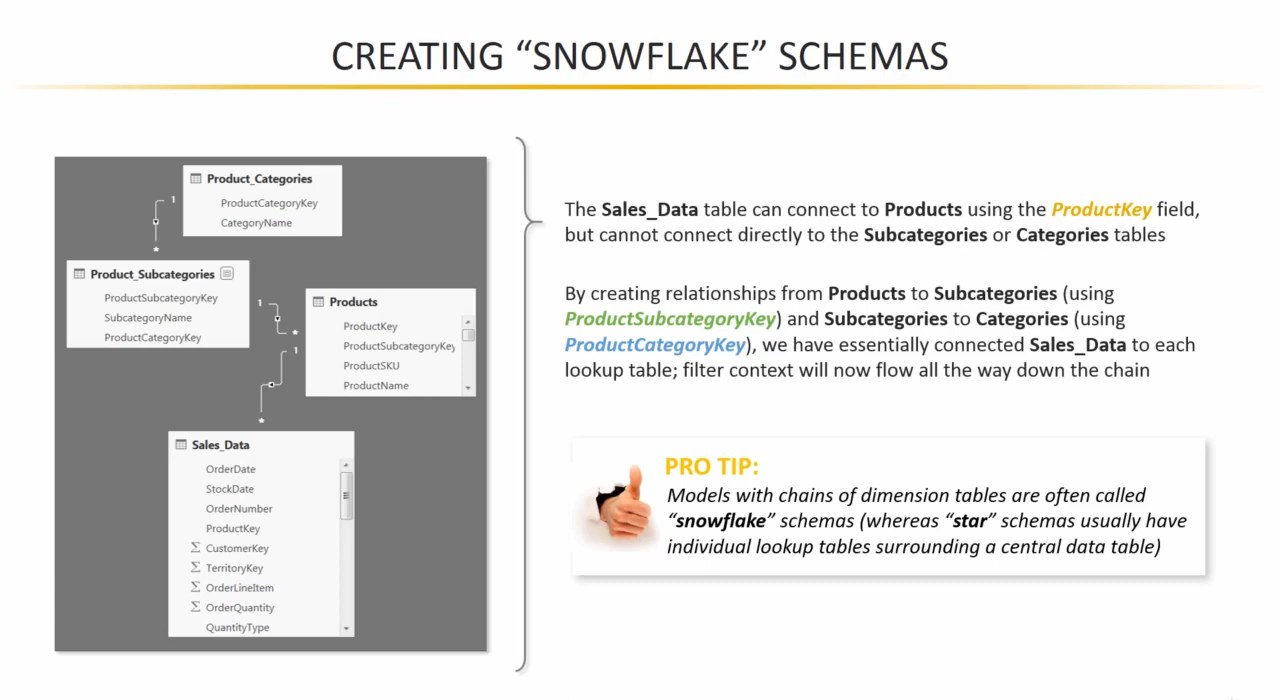 CREATING “SNOWFLAKE” SCHEMAS
Product_Categories
ProductCategoryKey
CategoryName
1
*
Product_Subcategories
ProductSubcategoryKey
SubcategoryName
ProductCategoryKey
1
*
Products
ProductKey
ProductSubcategoryKey
ProductSKU
ProductName
1
*
Sales_Data
OrderDate
StockDate
OrderNumber
ProductKey
Σ CustomerKey
Σ TerritoryKey
Σ OrderLineItem
Σ OrderQuantity
QuantityType
The Sales_Data table can connect to Products using the ProductKey field,
but cannot connect directly to the Subcategories or Categories tables
By creating relationships from Products to Subcategories (using
ProductSubcategoryKey) and Subcategories to Categories (using
ProductCategoryKey), we have essentially connected Sales_Data to each
lookup table; filter context will now flow all the way down the chain
PRO TIP:
Models with chains of dimension tables are often called
“snowflake” schemas (whereas “star” schemas usually have
individual lookup tables surrounding a central data table)